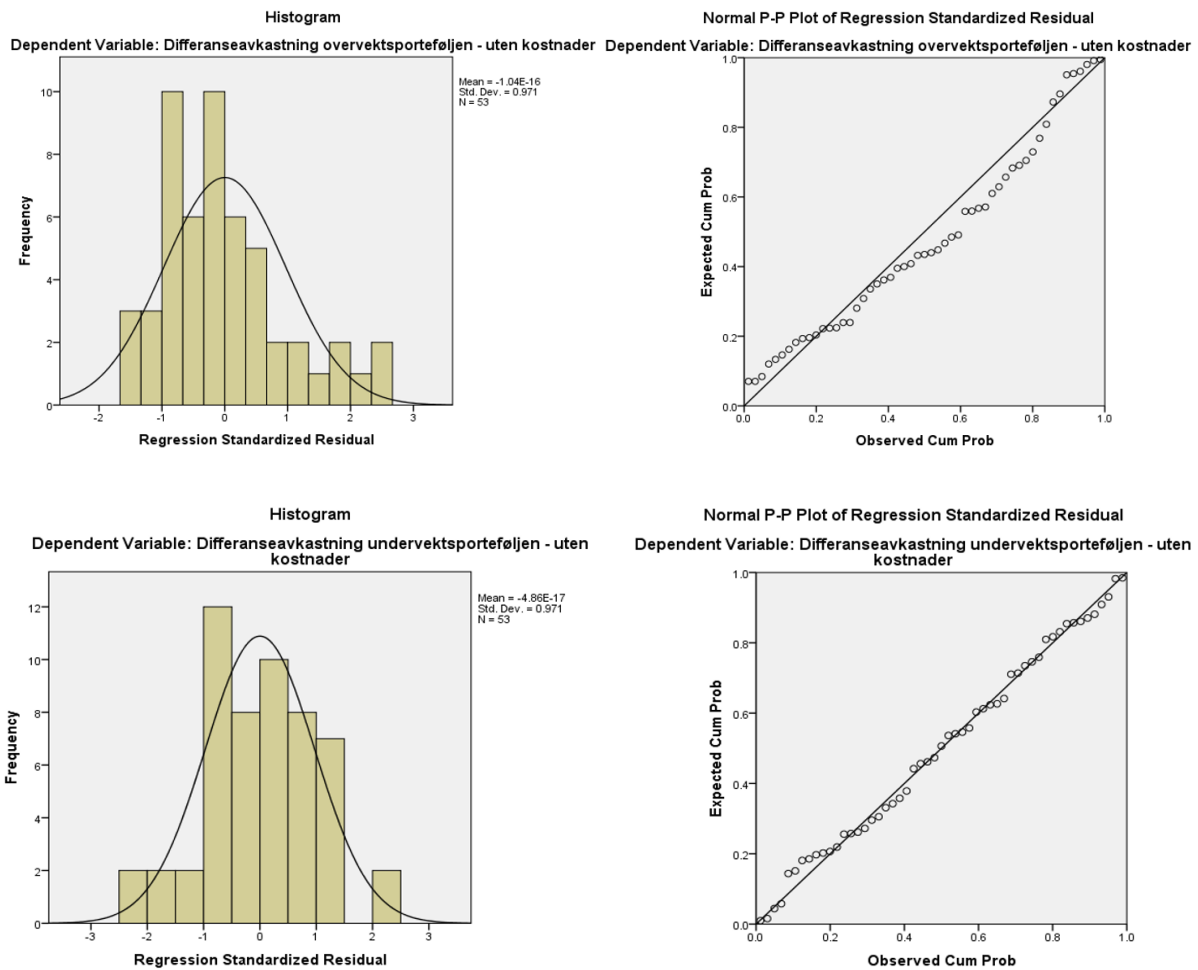 Histogram
Dependent Variable: Differanseavkastning overvektsporteføljen - uten kostnader
Mean = -1.04E-16
Std. Dev. = 0.971
N = 53
Frequency
10
8
6
4
2
0
-2
-1
0
1
2
3
Regression Standardized Residual
Normal P-P Plot of Regression Standardized Residual
Dependent Variable: Differanseavkastning overvektsporteføljen - uten kostnader
Expected Cum Prob
1.0
0.8
0.6
0.4
0.2
0.0
0.0
0.2
0.4
0.6
0.8
1.0
Observed Cum Prob
Histogram
Dependent Variable: Differanseavkastning undervektsporteføljen - uten
kostnader
Mean = -4.86E-17
Std. Dev. = 0.971
N = 53
Frequency
12
10
8
6
4
2
0
-3
-2
-1
0
1
2
3
Regression Standardized Residual
Normal P-P Plot of Regression Standardized Residual
Dependent Variable: Differanseavkastning undervektsporteføljen - uten
kostnader
Expected Cum Prob
1.0
0.8
0.6
0.4
0.2
0.0
0.0
0.2
0.4
0.6
0.8
1.0
Observed Cum Prob